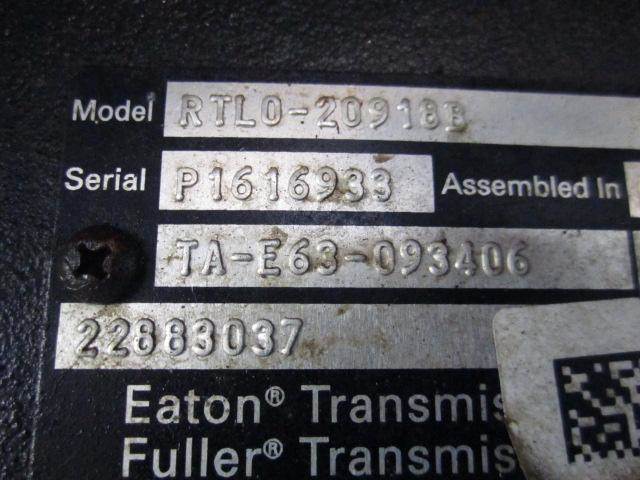 Model RTLO-20918B
Serial P1616933 Assembled In
TA-E63-093406
22883037
Eaton® Transmis
Fuller® Transmis